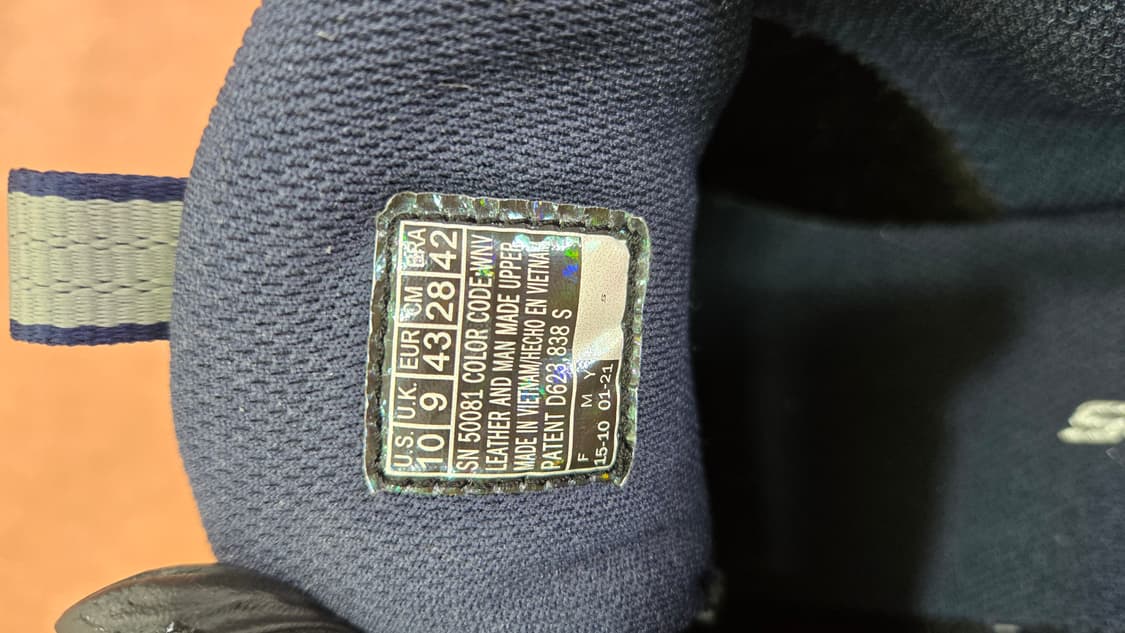 U.S. U.K. EUR CM BRA
10 9 43 28 42
SN 50081 COLOR CODE:WNV
LEATHER AND MAN MADE UPPER
MADE IN VIETNAM/HECHO EN VIETNAM
PATENT D623,838 S
F M Y
15-10 01-21
S